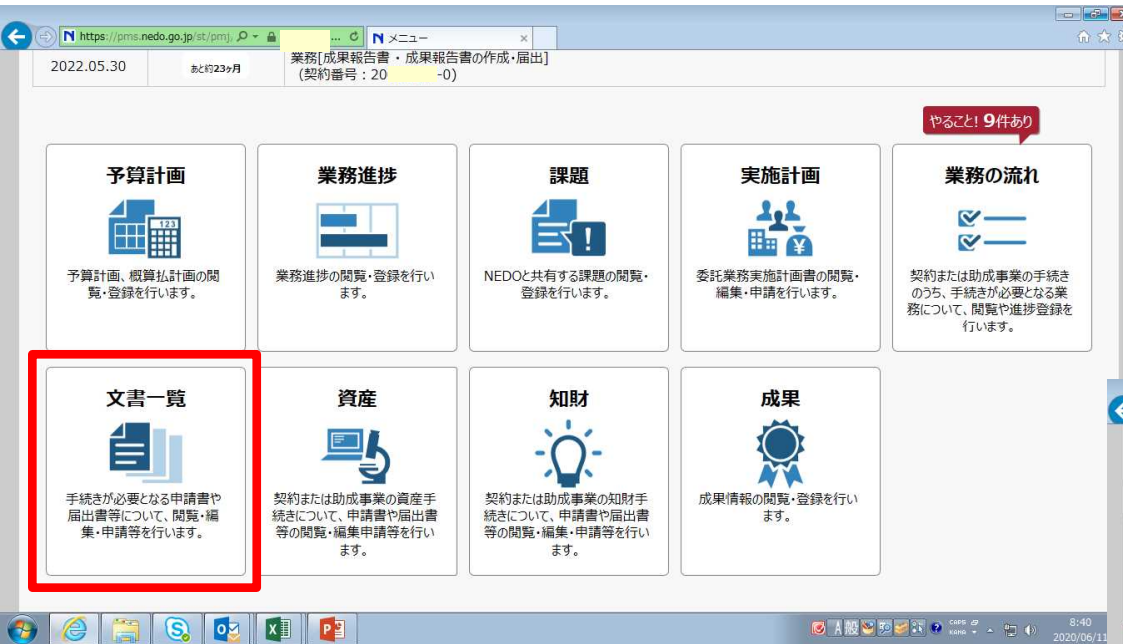 https://pms.nedo.go.jp/st/pmj, ... メニュー ×
2022.05.30 あと約23ヶ月 業務[成果報告書・成果報告書の作成・届出]
(契約番号：20 -0)
やること! 9件あり
予算計画
予算計画、概算払計画の閲
覧・登録を行います。
業務進捗
業務進捗の閲覧・登録を行い
ます。
課題
NEDOと共有する課題の閲覧・
登録を行います。
実施計画
委託業務実施計画書の閲覧・
編集・申請を行います。
業務の流れ
契約または助成事業の手続き
のうち、手続きが必要となる業
務について、閲覧や進捗登録を
行います。
文書一覧
手続きが必要となる申請書や
届出書等について、閲覧・編
集・申請等を行います。
資産
契約または助成事業の資産手
続きについて、申請書や届出書
等の閲覧・編集申請等を行い
ます。
知財
契約または助成事業の知財手
続きについて、申請書や届出書
等の閲覧・編集・申請等を行い
ます。
成果
成果情報の閲覧・登録を行い
ます。
A 般 CAPS KANA 8:40
2020/06/11